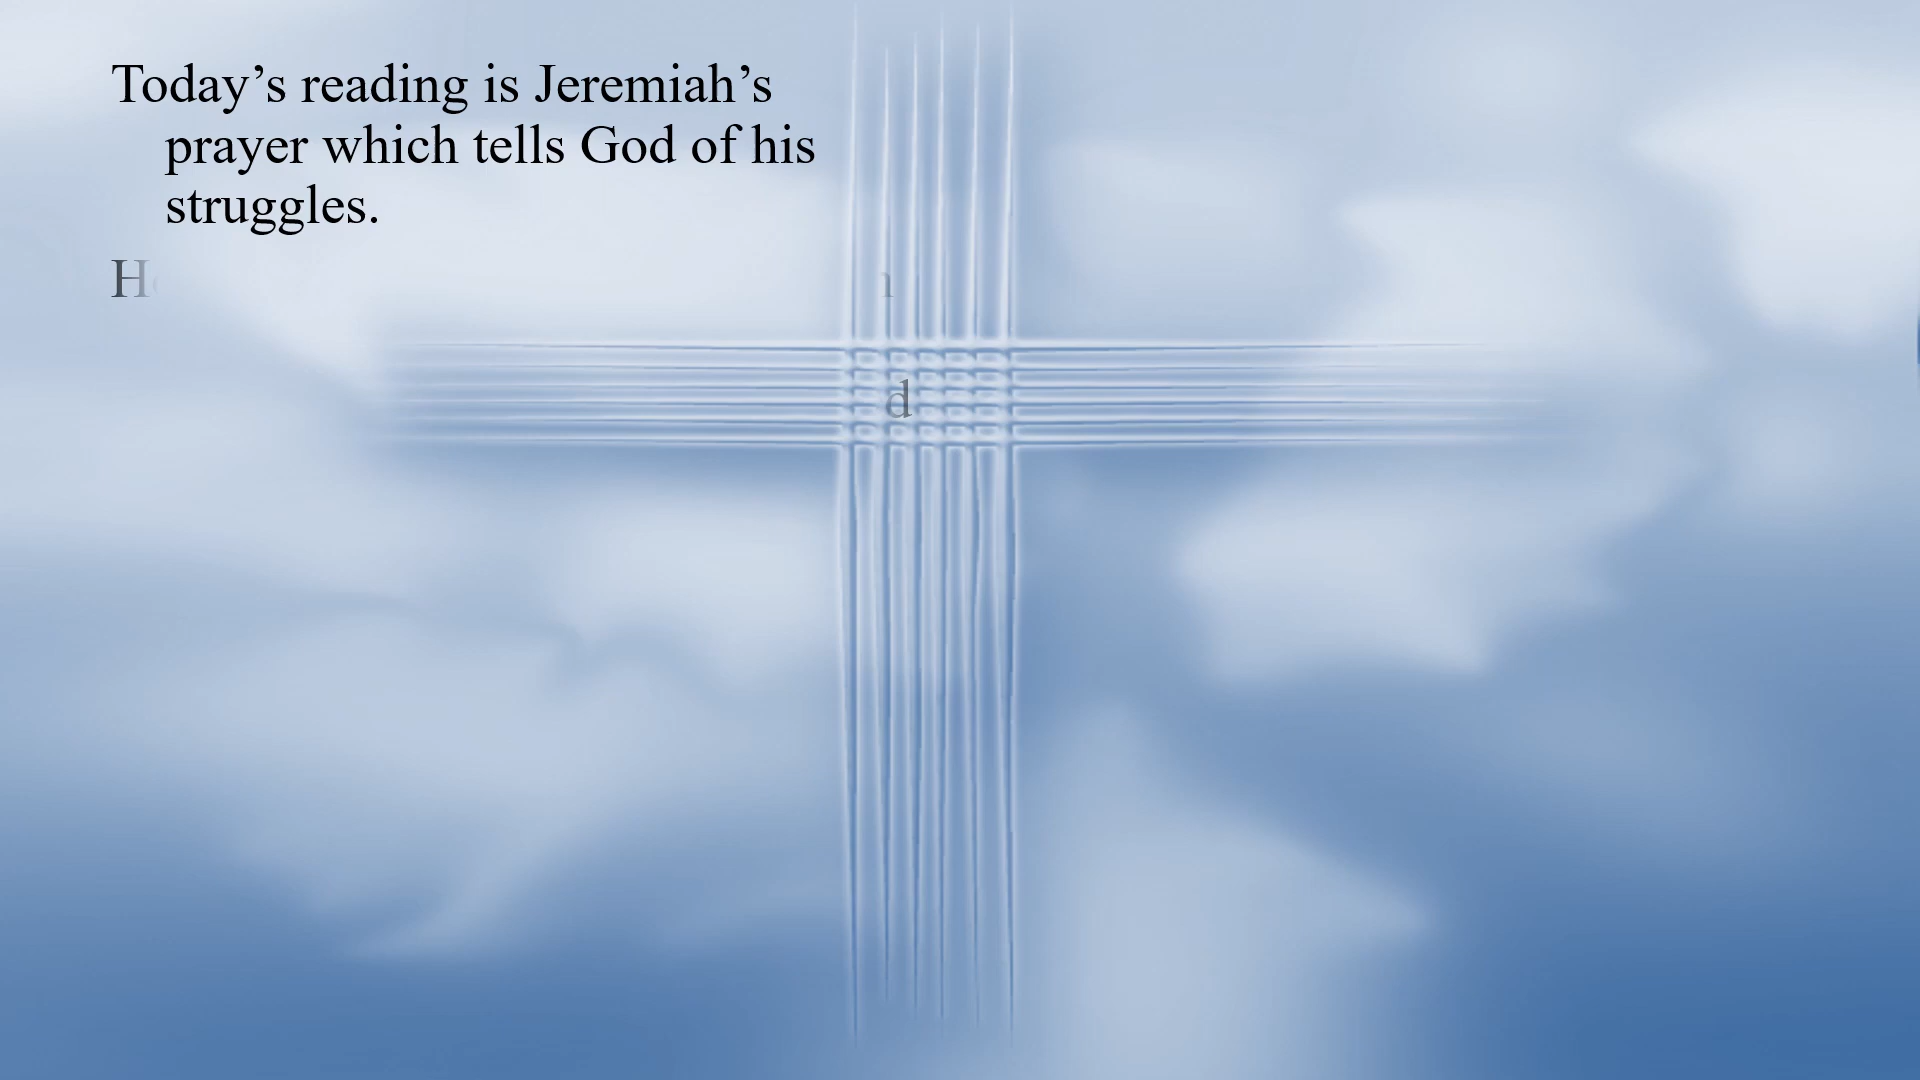 Today’s reading is Jeremiah’s
prayer which tells God of his
struggles.